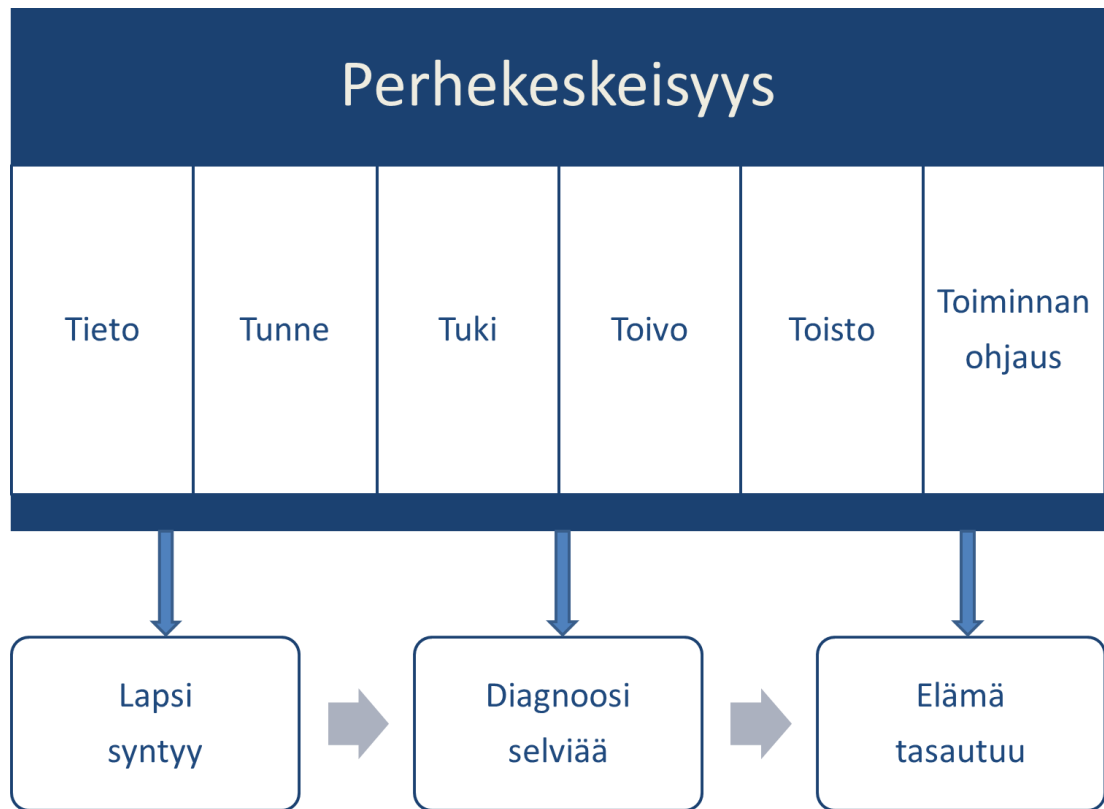 Perhekeskeisyys
Tieto
Tunne
Tuki
Toivo
Toisto
Toiminnan
ohjaus
Lapsi
syntyy
Diagnoosi
selviää
Elämä
tasautuu